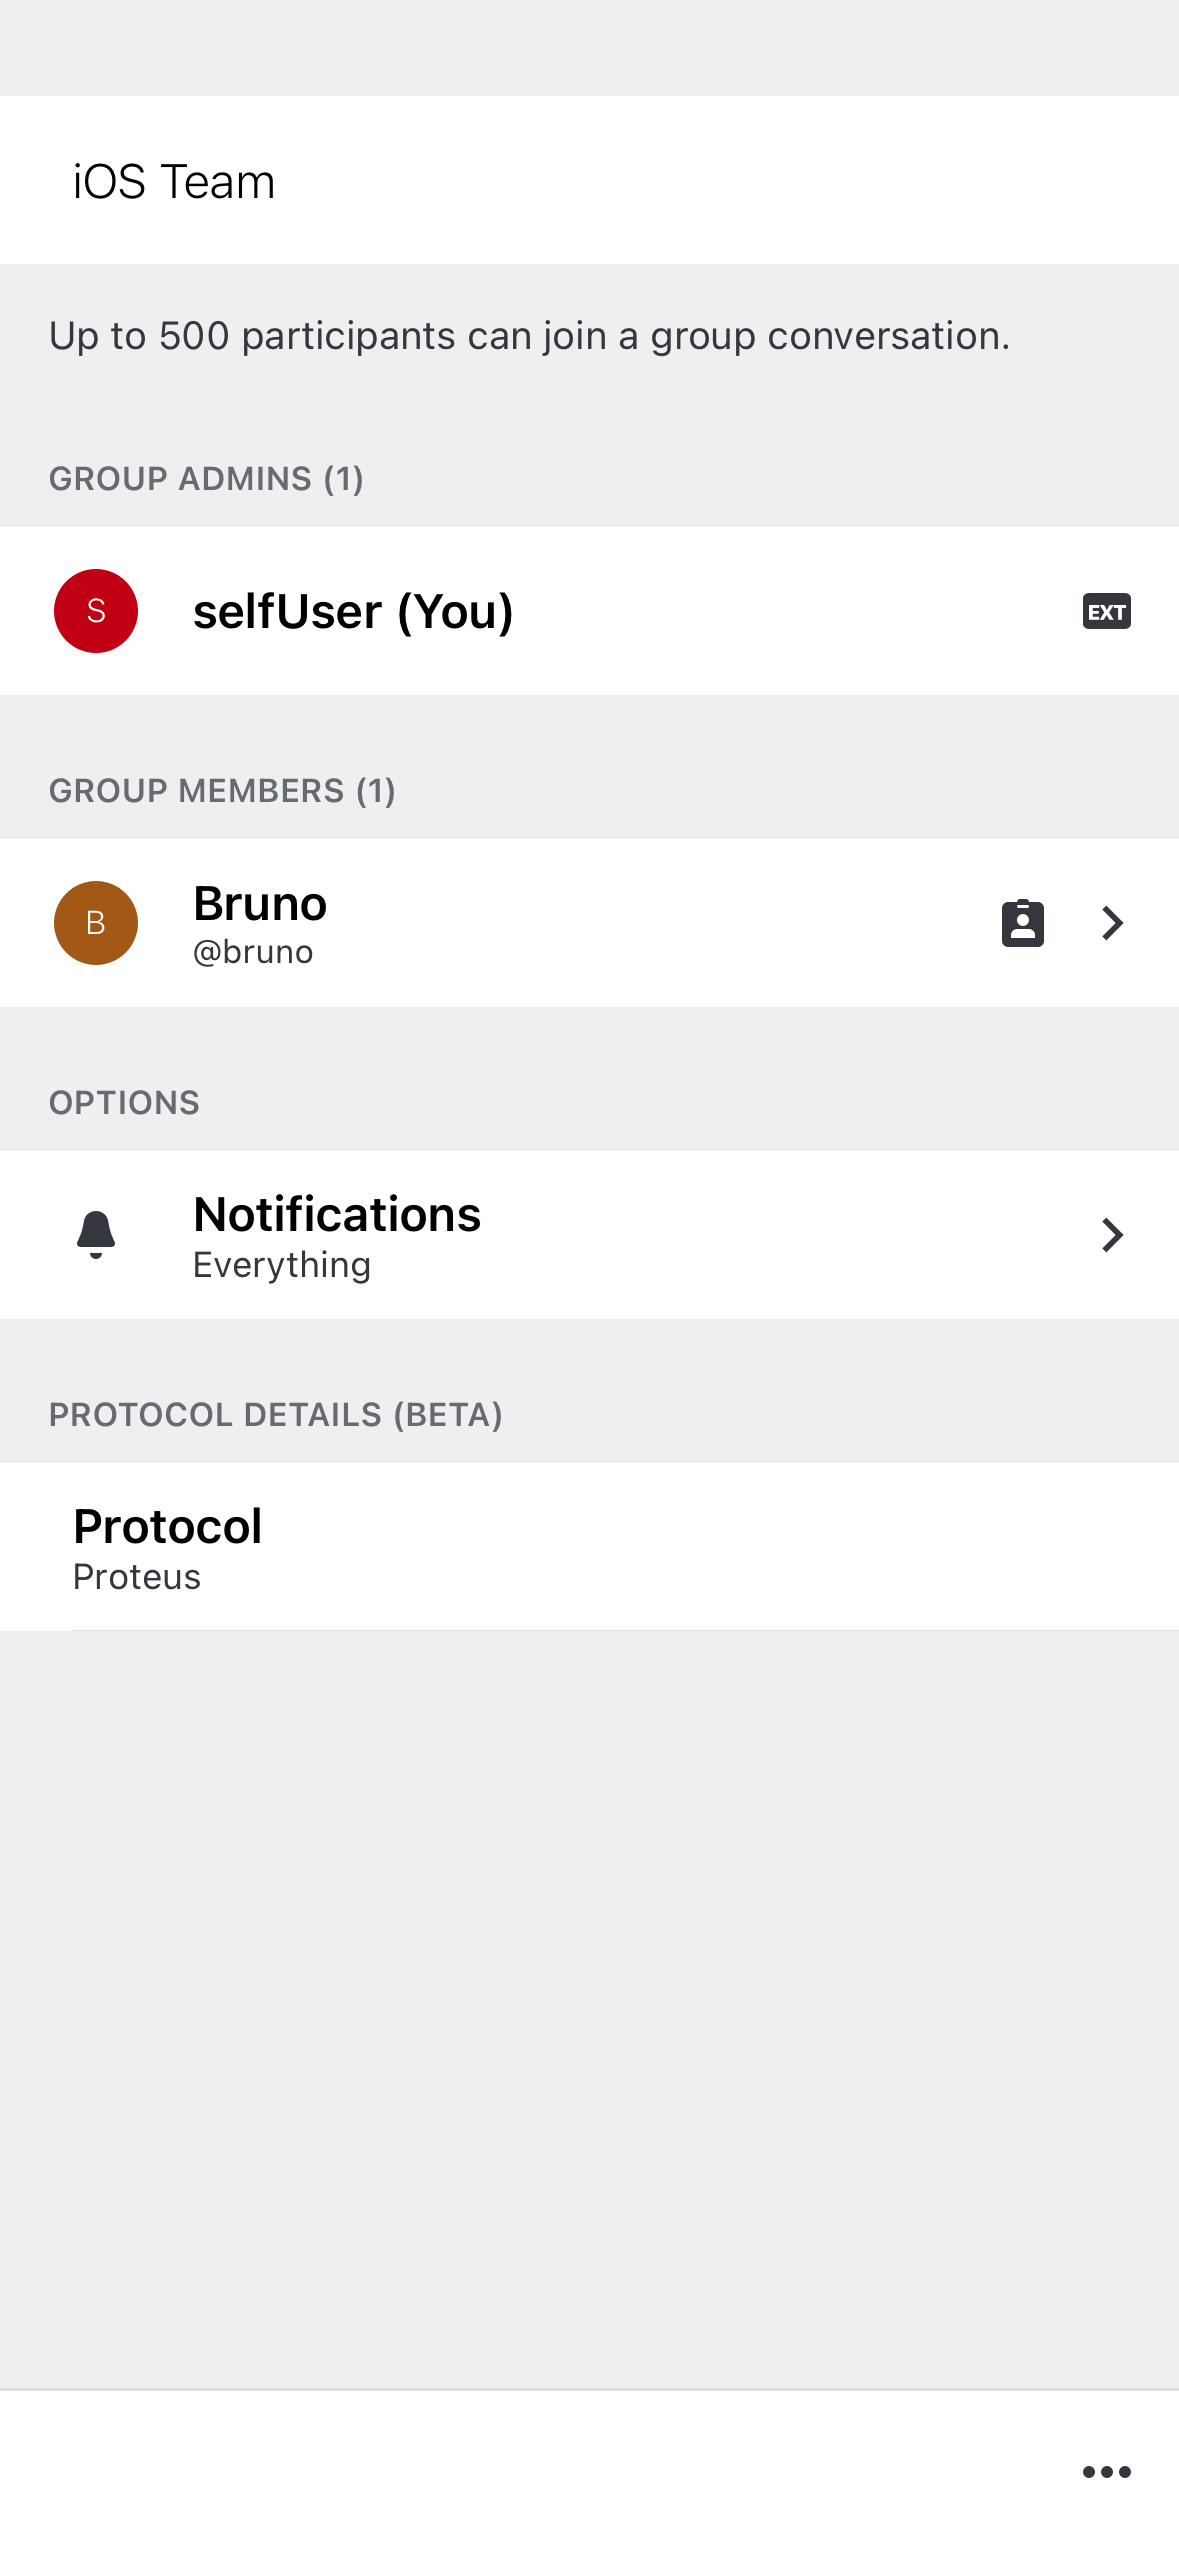 iOS Team
Up to 500 participants can join a group conversation.
GROUP ADMINS (1)
S
selfUser (You)
EXT
GROUP MEMBERS (1)
B
Bruno
@bruno
OPTIONS
Notifications
Everything
PROTOCOL DETAILS (BETA)
Protocol
Proteus